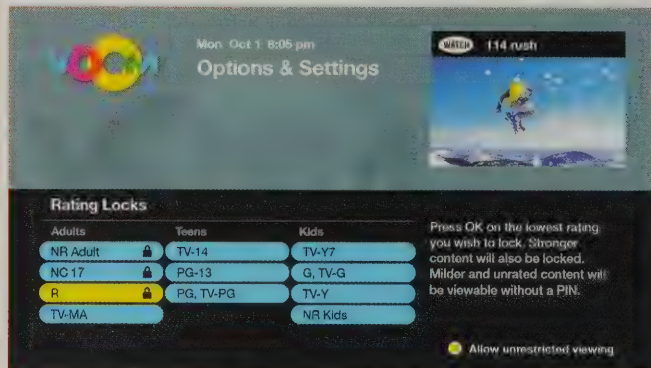 VOOM
Mon Oct 1 8:05 pm
Options & Settings
WATCH 114 rush
Rating Locks
Adults
Teens
Kids
NR Adult
TV-14
TV-Y7
NC 17
PG-13
G, TV-G
R
PG, TV-PG
TV-Y
TV-MA
NR Kids
Press OK on the lowest rating
you wish to lock. Stronger
content will also be locked.
Milder and unrated content will
be viewable without a PIN.
Allow unrestricted viewing